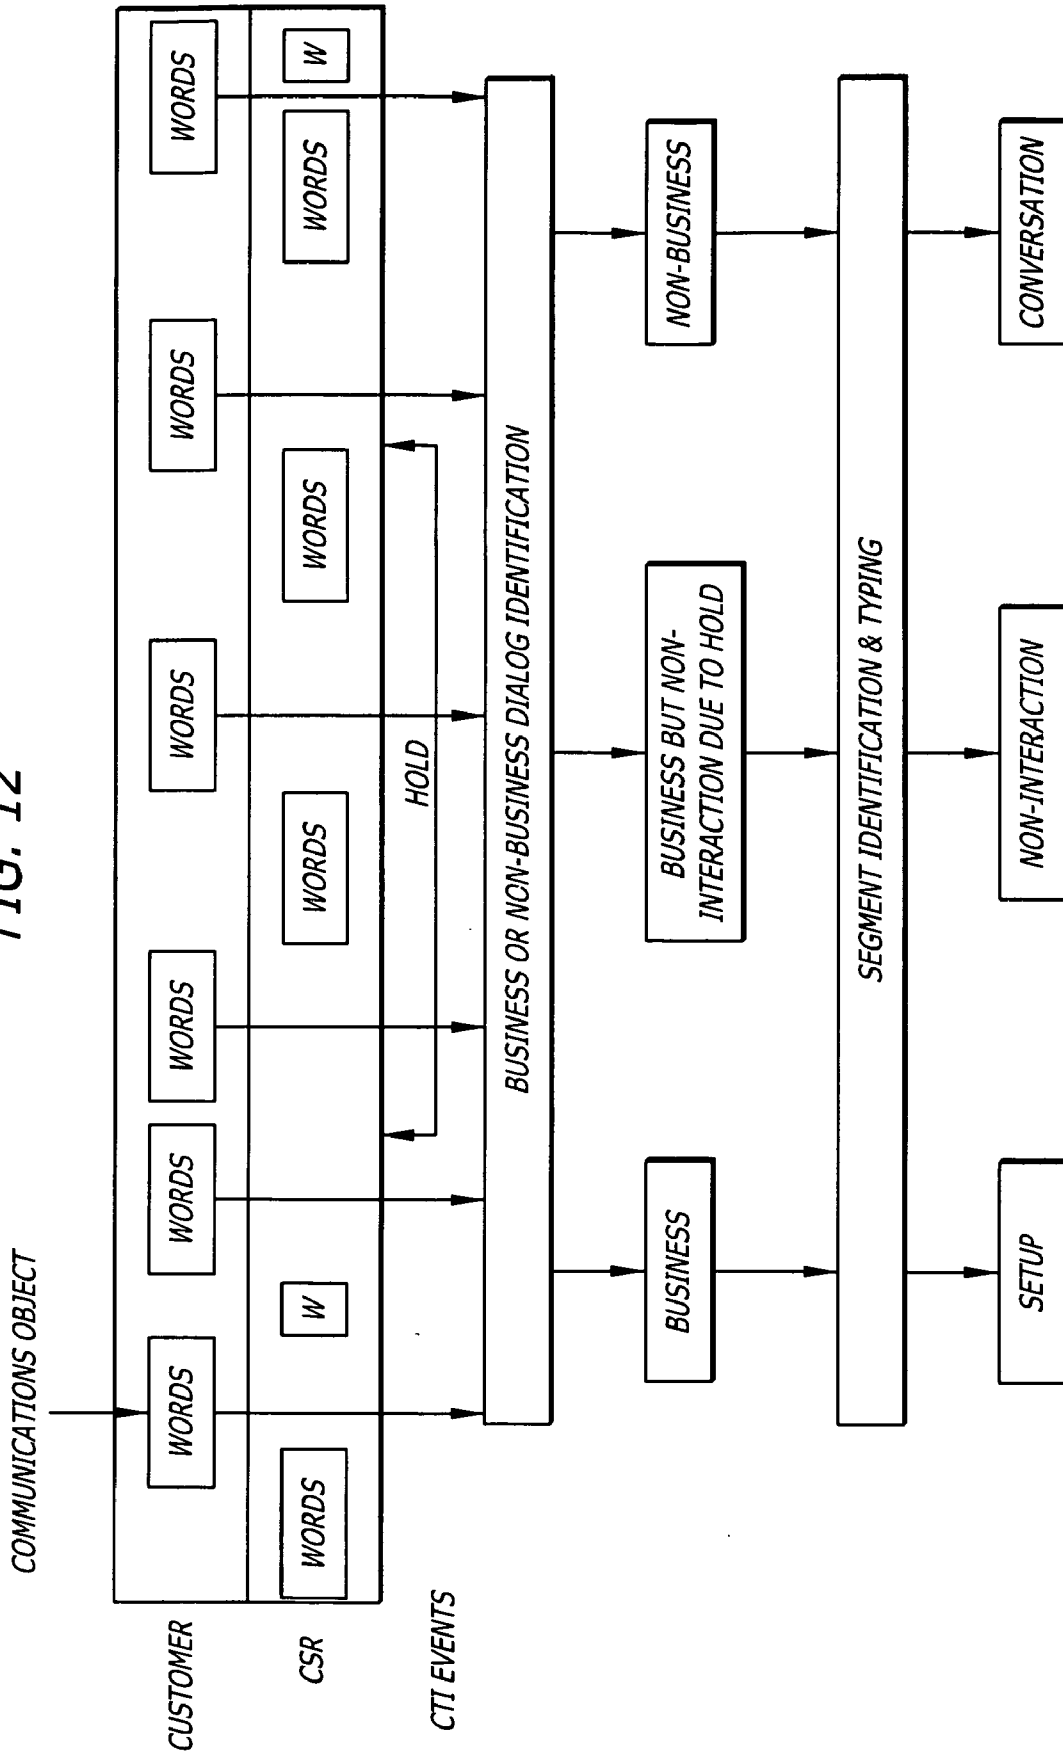 FIG. 12
COMMUNICATIONS OBJECT
CUSTOMER
WORDS
WORDS
WORDS
WORDS
WORDS
WORDS
CSR
WORDS
W
WORDS
WORDS
WORDS
W
CTI EVENTS
HOLD
BUSINESS OR NON-BUSINESS DIALOG IDENTIFICATION
BUSINESS
BUSINESS BUT NON-
INTERACTION DUE TO HOLD
NON-BUSINESS
SEGMENT IDENTIFICATION & TYPING
SETUP
NON-INTERACTION
CONVERSATION